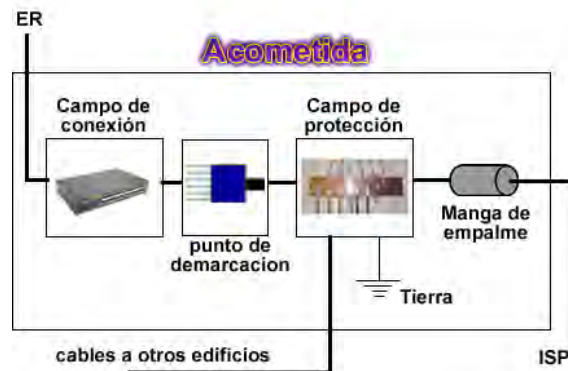 ER
Acometida
Campo de
conexión
Campo de
protección
punto de
demarcacion
Manga de
empalme
Tierra
cables a otros edificios
ISP